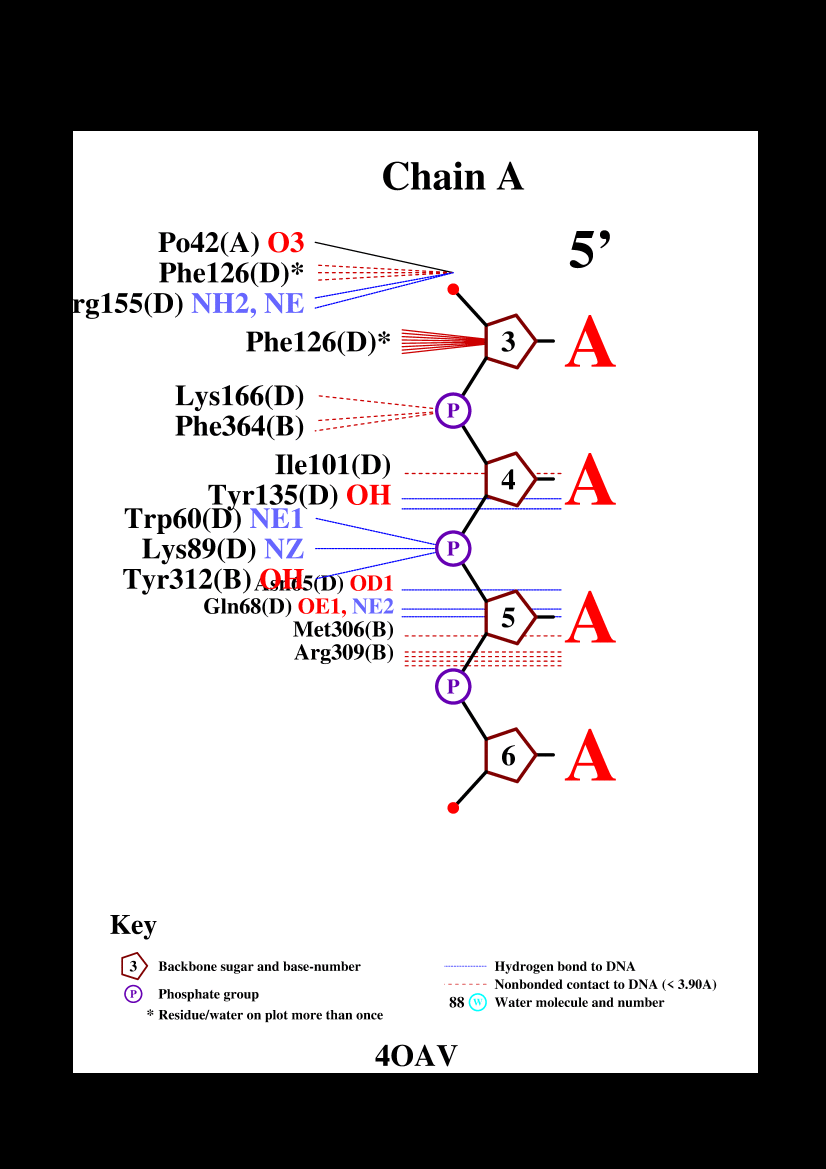 Chain A
5’
Po42(A) O3
Phe126(D)*
rg155(D) NH2, NE
Phe126(D)*
3
A
Lys166(D)
P
Phe364(B)
Ile101(D)
4
A
Tyr135(D) OH
Trp60(D) NE1
Lys89(D) NZ
P
Tyr312(B) OH
Asn65(D) OD1
Gln68(D) OE1, NE2
5
A
Met306(B)
Arg309(B)
P
6
A
Key
3 Backbone sugar and base-number
P Phosphate group
* Residue/water on plot more than once
Hydrogen bond to DNA
Nonbonded contact to DNA (< 3.90A)
88 W Water molecule and number
4OAV